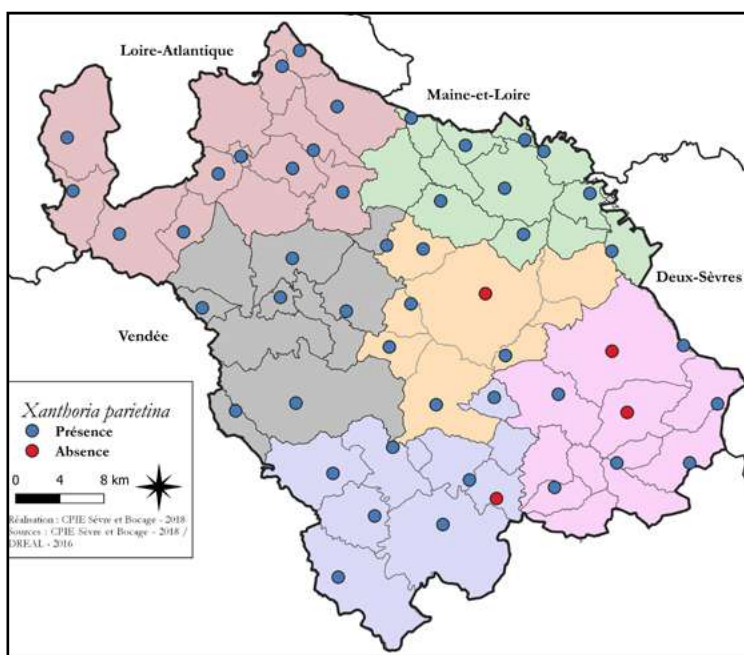 Loire-Atlantique
Maine-et-Loire
Deux-Sèvres
Vendée
Xanthoria parietina
Présence
Absence
0 4 8 km
Réalisation : CPIE Sèvre et Bocage - 2018
Sources : CPIE Sèvre et Bocage - 2018 /
DREAL - 2016